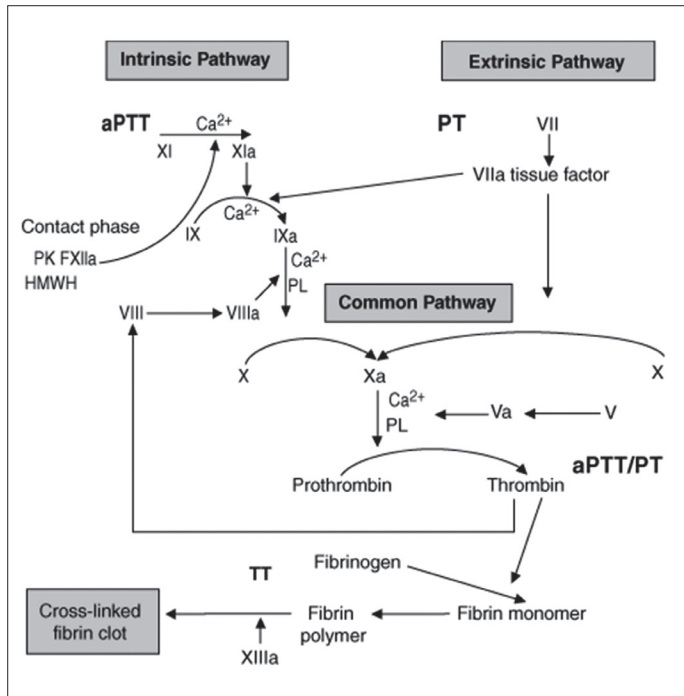 Intrinsic Pathway
Extrinsic Pathway
aPTT
Ca2+
XI
XIa
PT
VII
VIIa tissue factor
Contact phase
PK FXIIa
HMWH
Ca2+
IX
IXa
Ca2+
PL
VIII
VIIIa
Common Pathway
X
Xa
X
Ca2+
PL
Va
V
Prothrombin
Thrombin
aPTT/PT
Fibrinogen
TT
Cross-linked
fibrin clot
Fibrin
polymer
Fibrin monomer
XIIIa